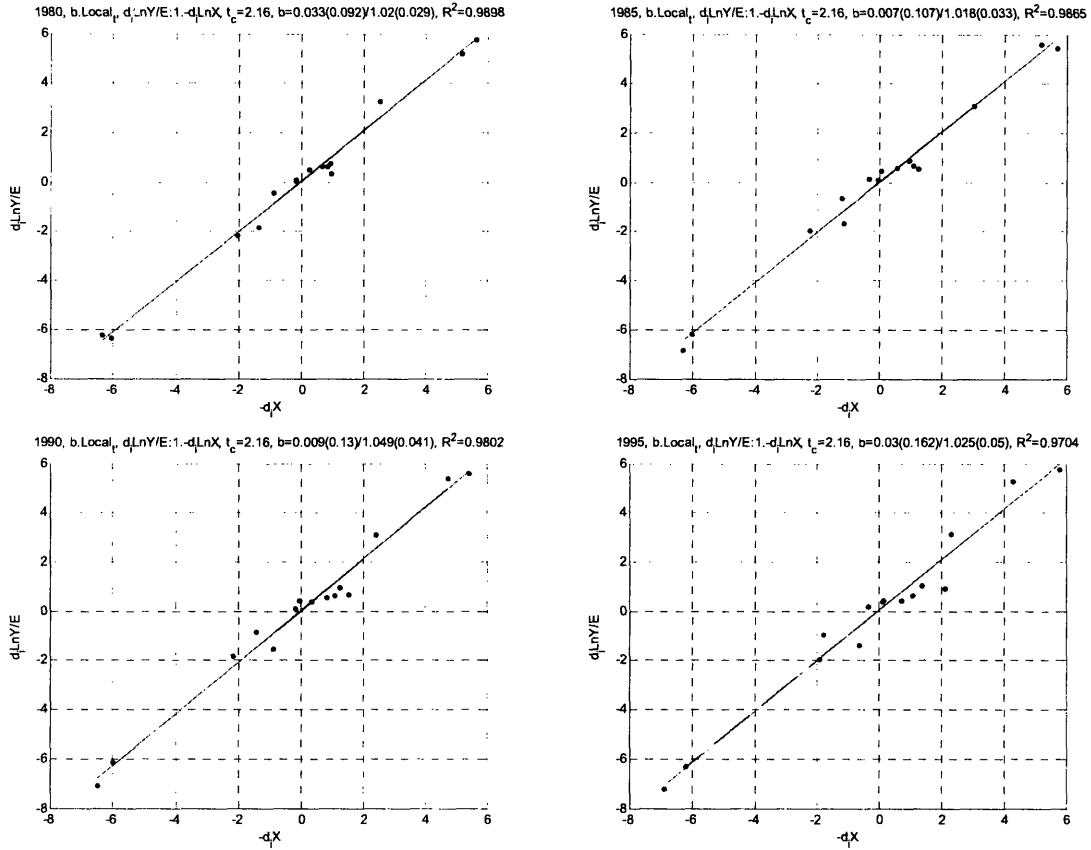 1980, b.Local_t, d_iLnY/E:1.-d_iLnX, t_c=2.16, b=0.033(0.092)/1.02(0.029), R²=0.9898
6
4
2
0
-2
-4
-6
-8
d_iLnY/E
-8 -6 -4 -2 0 2 4 6
-d_iX
1985, b.Local_t, d_iLnY/E:1.-d_iLnX, t_c=2.16, b=0.007(0.107)/1.018(0.033), R²=0.9865
6
4
2
0
-2
-4
-6
-8
d_iLnY/E
-8 -6 -4 -2 0 2 4 6
-d_iX
1990, b.Local_t, d_iLnY/E:1.-d_iLnX, t_c=2.16, b=0.009(0.13)/1.049(0.041), R²=0.9802
6
4
2
0
-2
-4
-6
-8
d_iLnY/E
-8 -6 -4 -2 0 2 4 6
-d_iX
1995, b.Local_t, d_iLnY/E:1.-d_iLnX, t_c=2.16, b=0.03(0.162)/1.025(0.05), R²=0.9704
6
4
2
0
-2
-4
-6
-8
d_iLnY/E
-8 -6 -4 -2 0 2 4 6
-d_iX